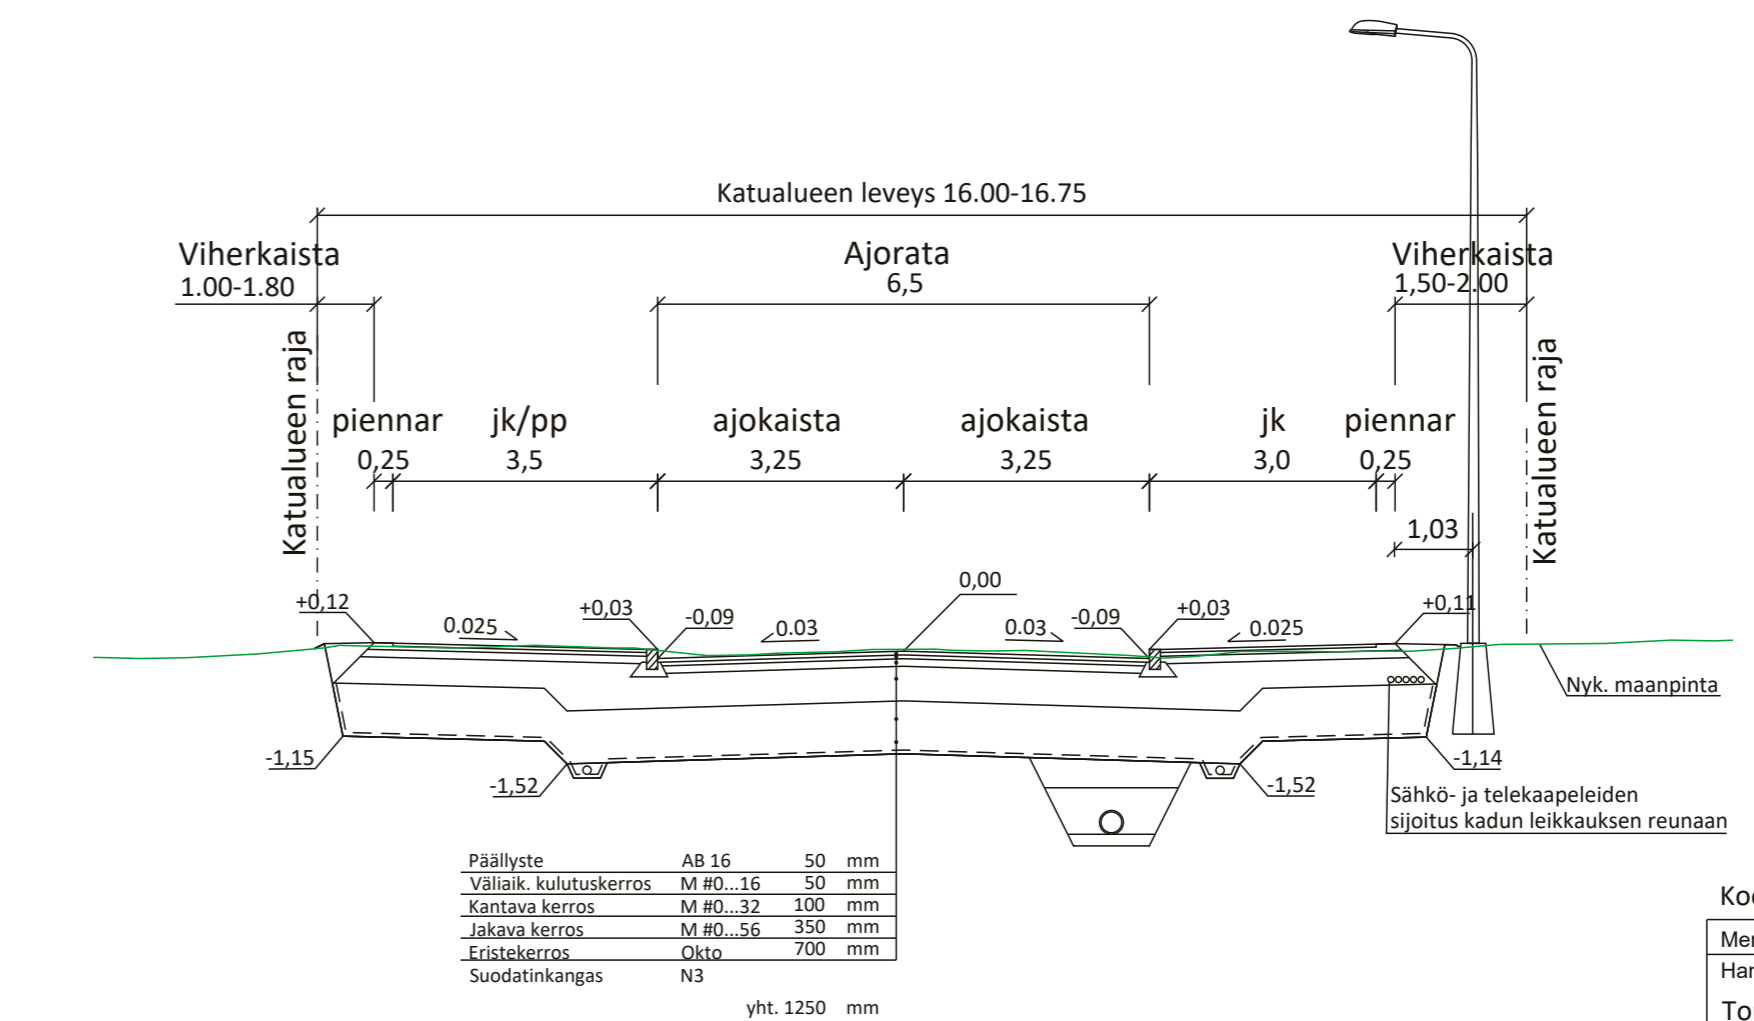 Katualueen leveys 16.00-16.75
Viherkaista
1.00-1.80
Ajorata
6,5
Viherkaista
1,50-2.00
Katualueen raja
Katualueen raja
piennar jk/pp ajokaista ajokaista jk piennar
0,25 3,5 3,25 3,25 3,0 0,25
1,03
0,00
+0,12 +0,03 -0,09 -0,09 +0,03 +0,11
0.025 0.03 0.03 0.025
Nyk. maanpinta
-1,15 -1,52 -1,52 -1,14
Sähkö- ja telekaapeleiden
sijoitus kadun leikkauksen reunaan
Päällyste AB 16 50 mm
Väliaik. kulutuskerros M #0...16 50 mm
Kantava kerros M #0...32 100 mm
Jakava kerros M #0...56 350 mm
Eristekerros Okto 700 mm
Suodatinkangas N3
yht. 1250 mm